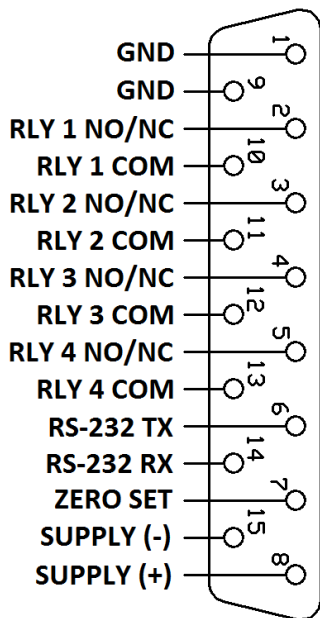 GND 1
GND 9
RLY 1 NO/NC 2
RLY 1 COM 10
RLY 2 NO/NC 3
RLY 2 COM 11
RLY 3 NO/NC 4
RLY 3 COM 12
RLY 4 NO/NC 5
RLY 4 COM 13
RS-232 TX 6
RS-232 RX 14
ZERO SET 7
SUPPLY (-) 15
SUPPLY (+) 8